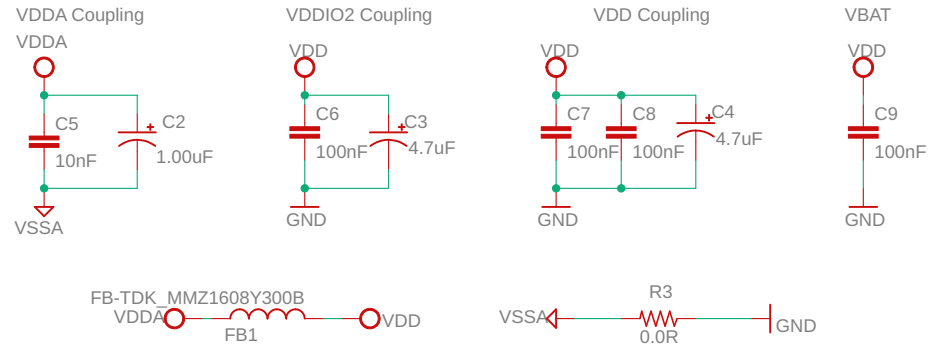 VDDA Coupling
VDDIO2 Coupling
VDD Coupling
VBAT
VDDA
VDD
VDD
VDD
C5
C2
C6
C3
C7
C8
C4
C9
10nF
1.00uF
100nF
4.7uF
100nF
100nF
4.7uF
100nF
VSSA
GND
GND
GND
FB-TDK_MMZ1608Y300B
VDDA
VDD
FB1
R3
VSSA
GND
0.0R